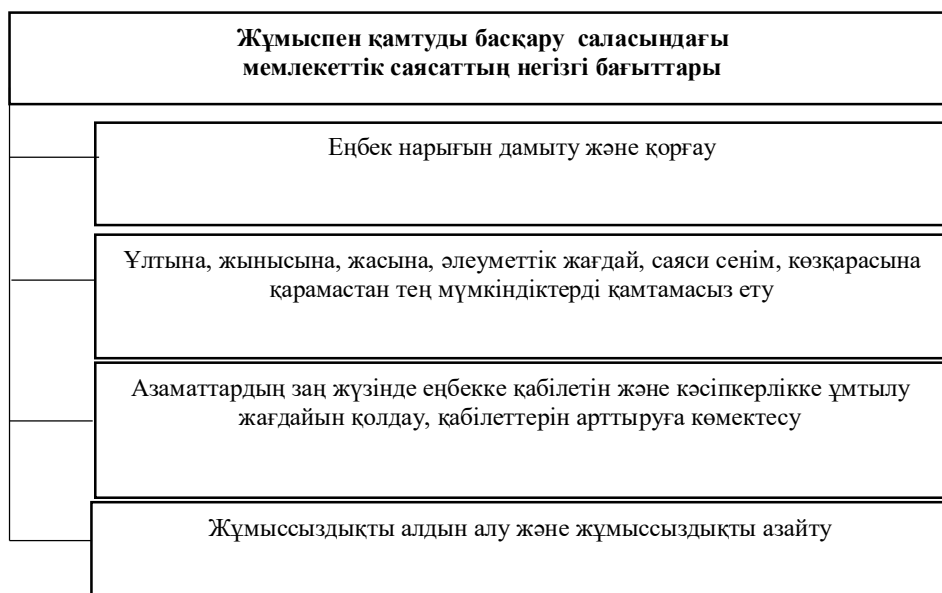 Жұмыспен қамтуды басқару саласындағы
мемлекеттік саясаттың негізгі бағыттары
Еңбек нарығын дамыту және қорғау
Ұлтына, жынысына, жасына, әлеуметтік жағдай, саяси сенім, көзқарасына
қарамастан тең мүмкіндіктерді қамтамасыз ету
Азаматтардың заң жүзінде еңбекке қабілетін және кәсіпкерлікке ұмтылу
жағдайын қолдау, қабілеттерін арттыруға көмектесу
Жұмыссыздықты алдын алу және жұмыссыздықты азайту